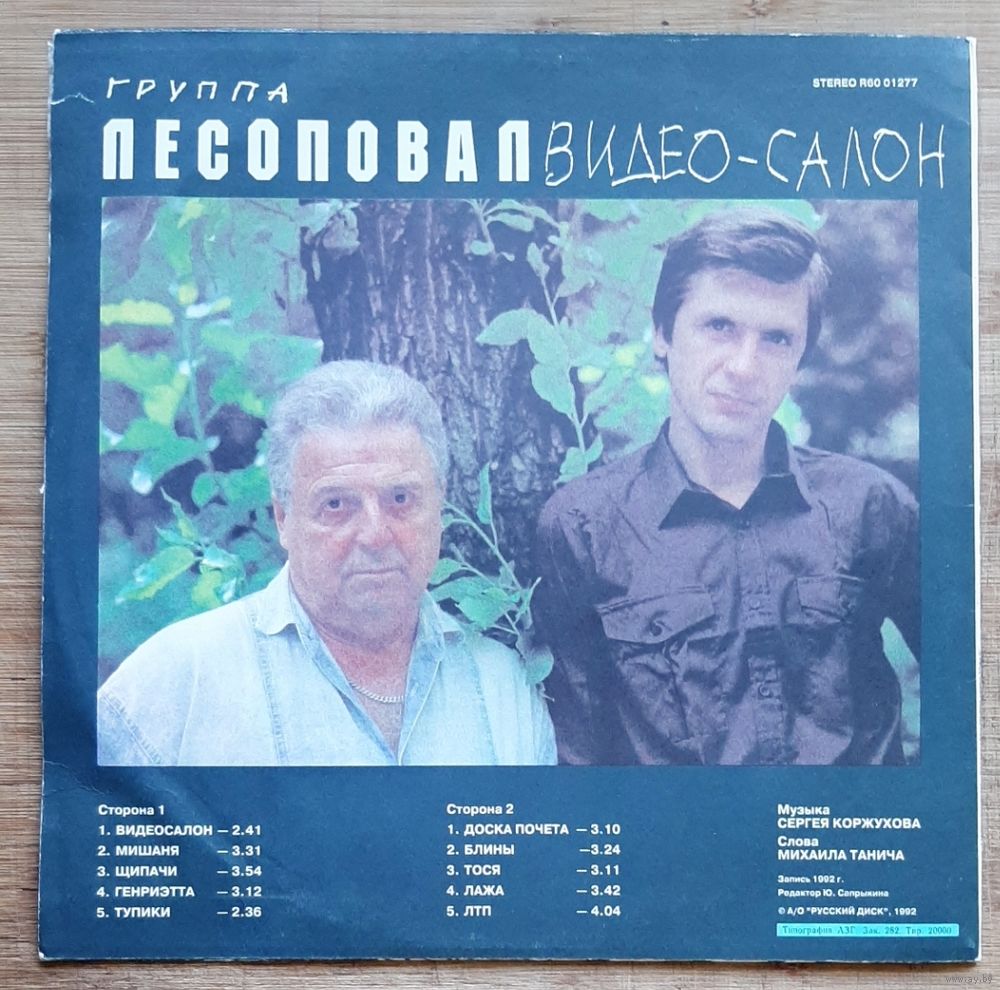 ГРУППА
STEREO R60 01277
ЛЕСОПОВАЛ ВИДЕО-САЛОН
Сторона 1
1. ВИДЕОСАЛОН – 2.41
2. МИШАНЯ – 3.31
3. ЩИПАЧИ – 3.54
4. ГЕНРИЭТТА – 3.12
5. ТУПИКИ – 2.36
Сторона 2
1. ДОСКА ПОЧЕТА – 3.10
2. БЛИНЫ –3.24
3. ТОСЯ – 3.11
4. ЛАЖА – 3.42
5. ЛТП – 4.04
Музыка
СЕРГЕЯ КОРЖУХОВА
Слова
МИХАИЛА ТАНИЧА
Запись 1992 г.
Редактор Ю. Сапрыкина
© А/О "РУССКИЙ ДИСК", 1992
Типография АЗГ. Зак. 282. Тир. 20000
www.ay.by